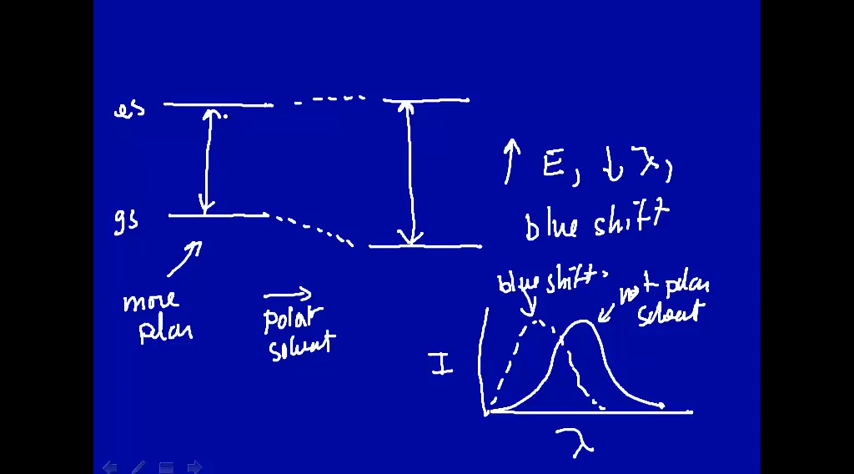 es
gs
more
polar
polar
solvent
↑ E, ↓ λ,
blue shift
blue shift
not polar
solvent
I
λ